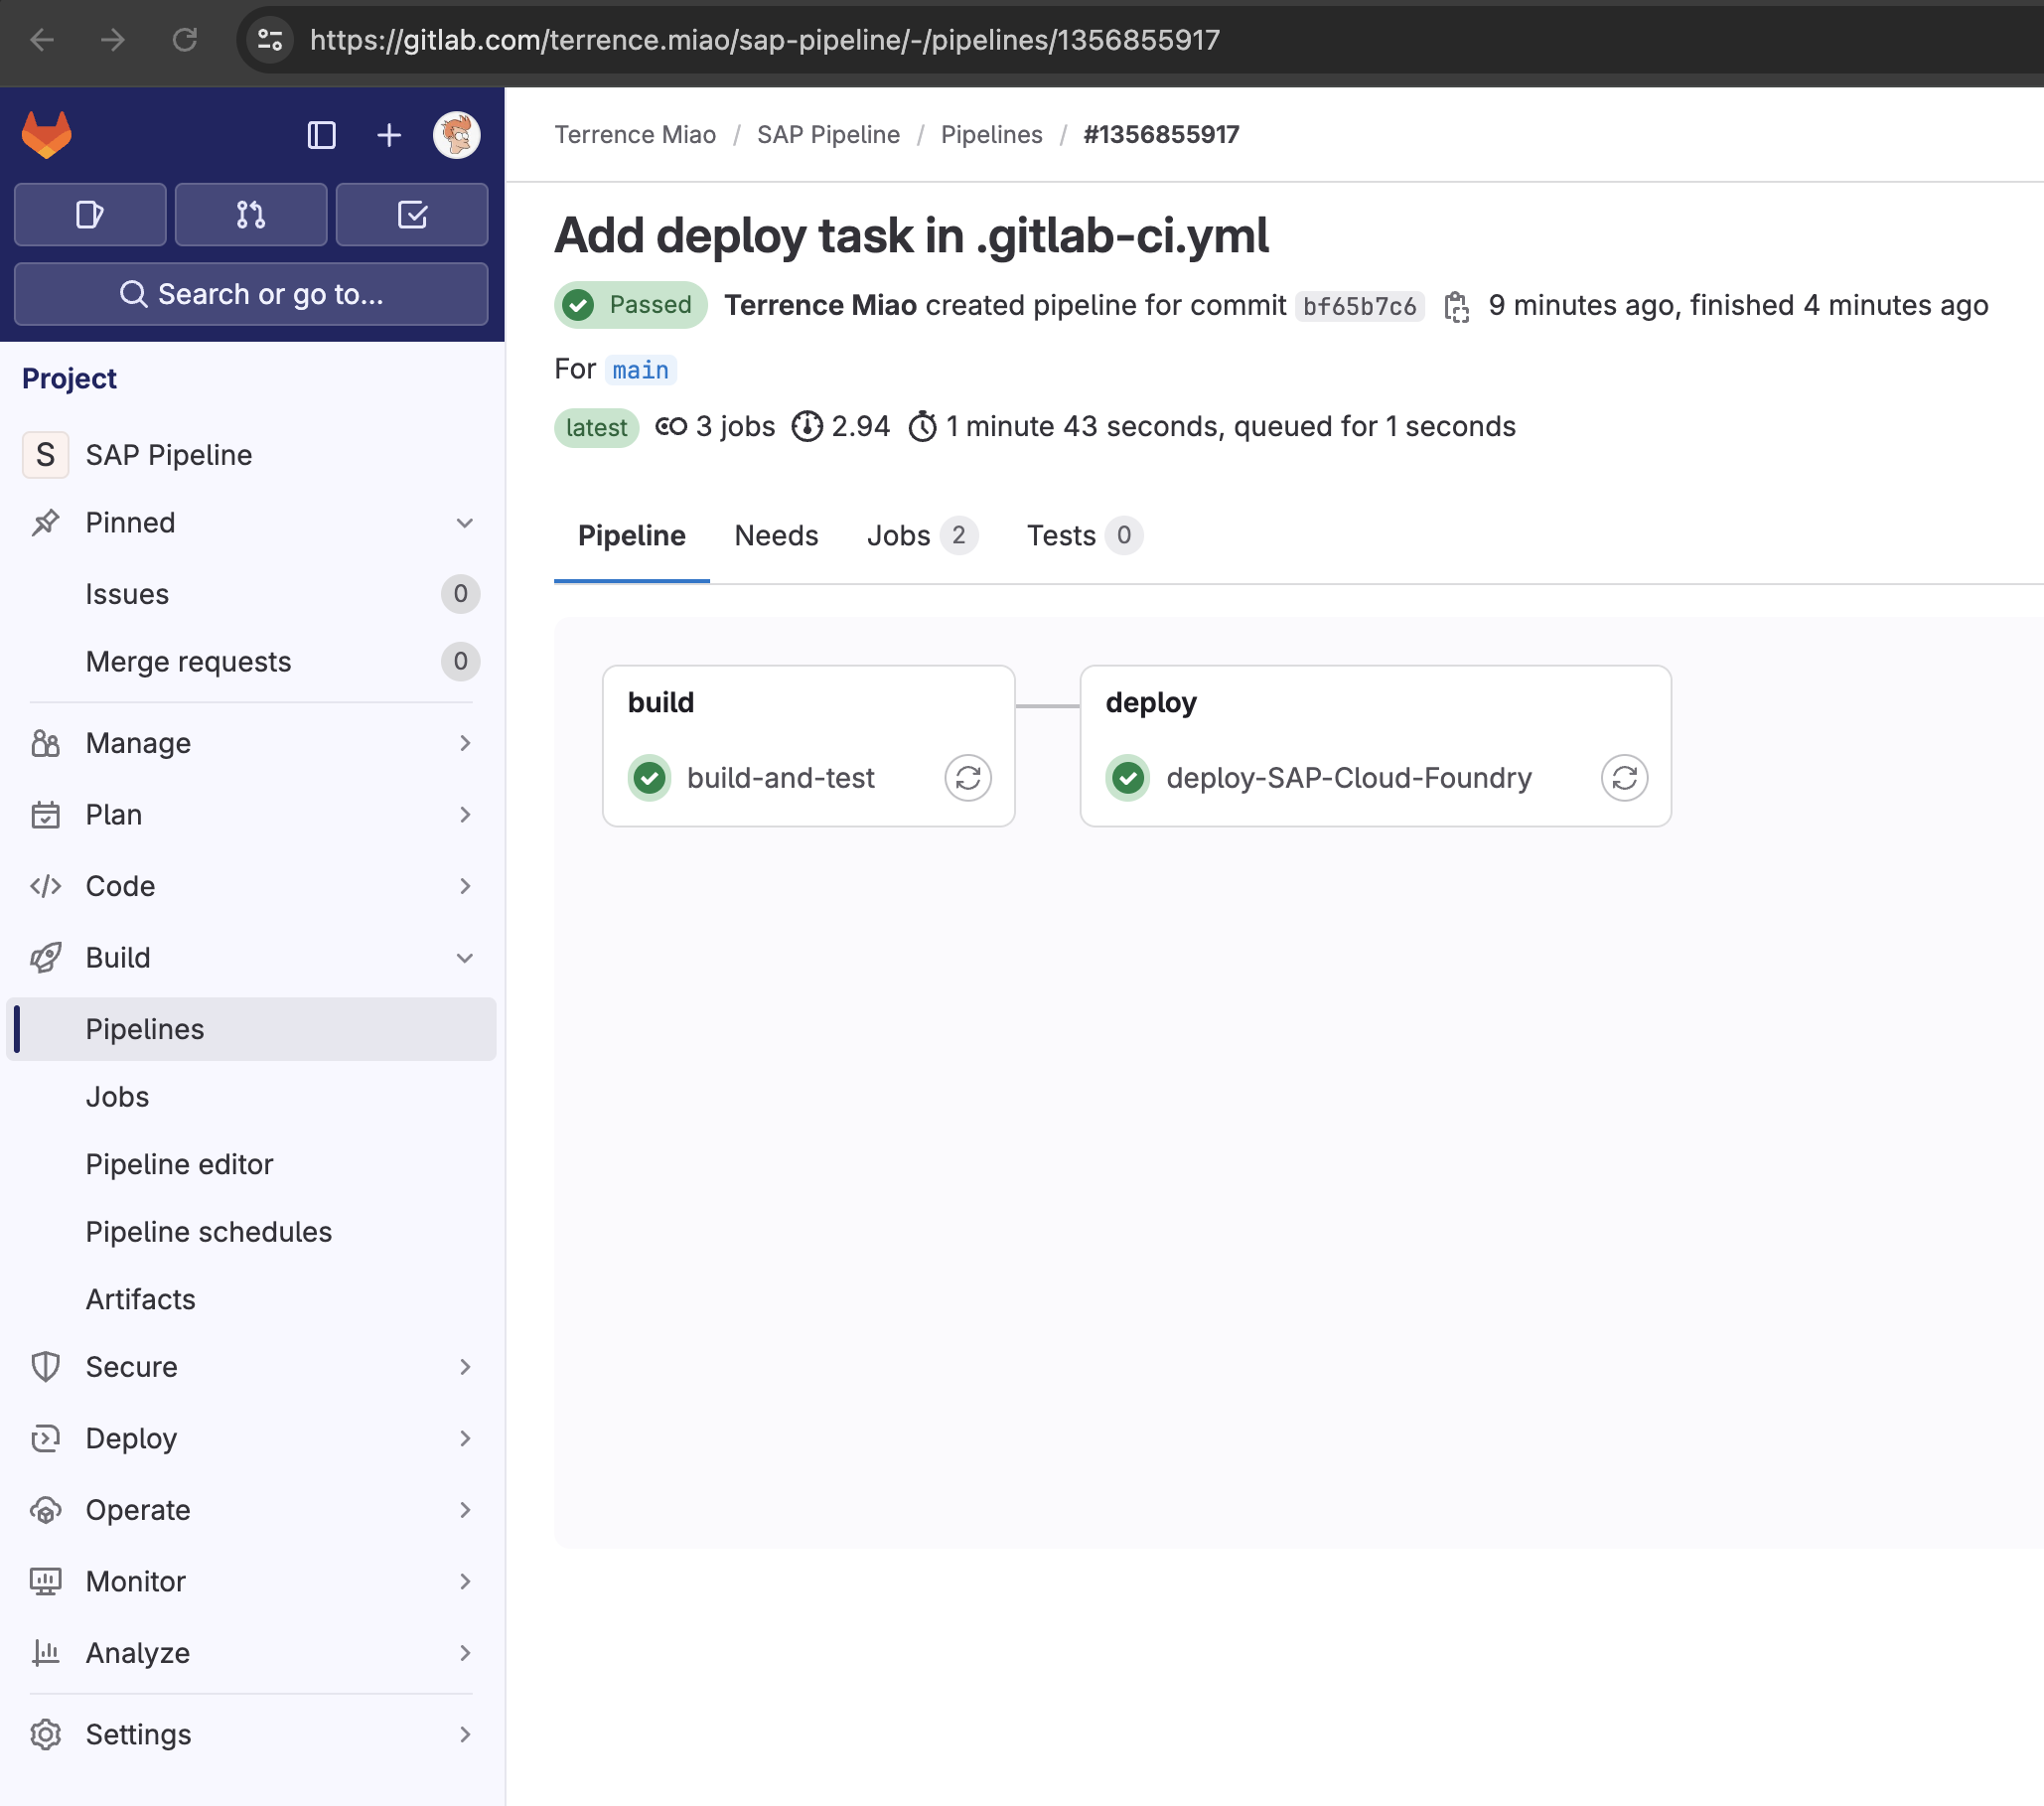 https://gitlab.com/terrence.miao/sap-pipeline/-/pipelines/1356855917
Search or go to...
Project
S SAP Pipeline
Pinned
Issues 0
Merge requests 0
Manage
Plan
Code
Build
Pipelines
Jobs
Pipeline editor
Pipeline schedules
Artifacts
Secure
Deploy
Operate
Monitor
Analyze
Settings
Terrence Miao / SAP Pipeline / Pipelines / #1356855917
Add deploy task in .gitlab-ci.yml
Passed Terrence Miao created pipeline for commit bf65b7c6 9 minutes ago, finished 4 minutes ago
For main
latest 3 jobs 2.94 1 minute 43 seconds, queued for 1 seconds
Pipeline Needs Jobs 2 Tests 0
build
build-and-test
deploy
deploy-SAP-Cloud-Foundry